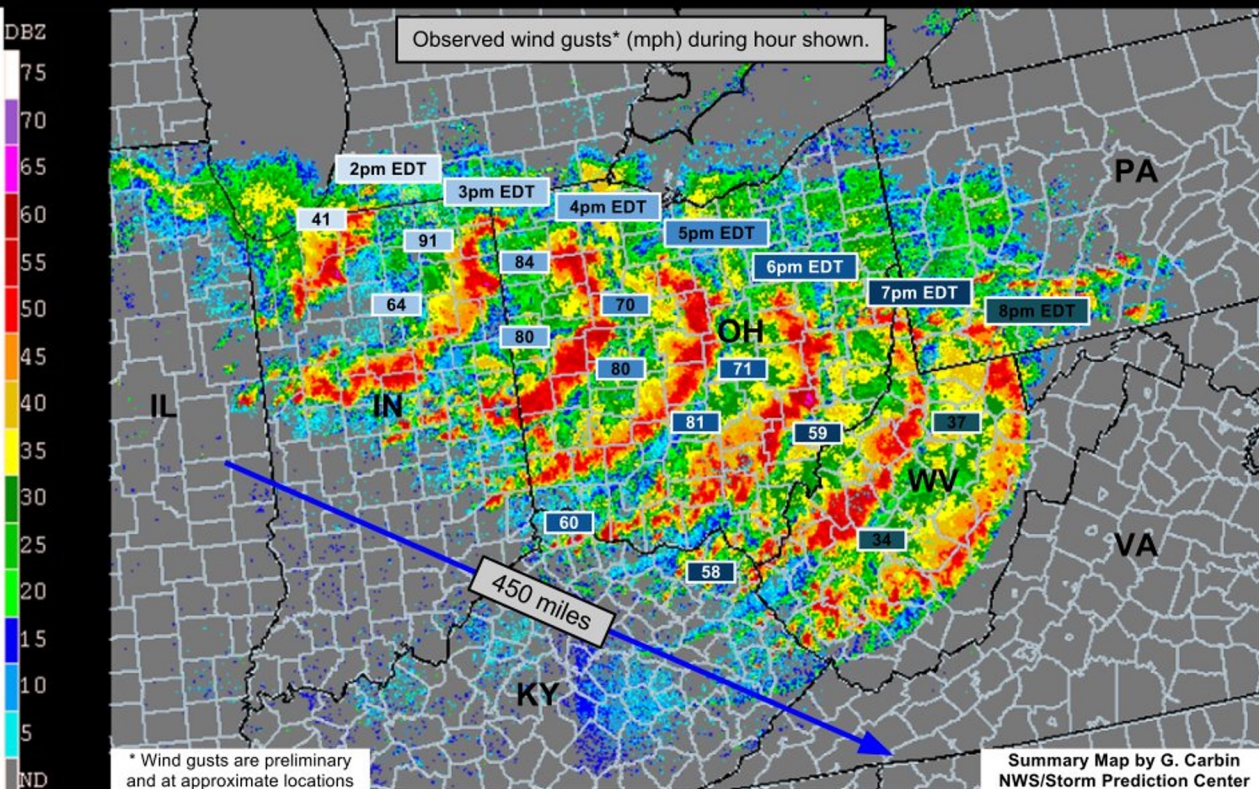 DBZ
75
70
65
60
55
50
45
40
35
30
25
20
15
10
5
ND
Observed wind gusts* (mph) during hour shown.
2pm EDT
3pm EDT
4pm EDT
5pm EDT
6pm EDT
7pm EDT
8pm EDT
PA
41
91
84
64
70
80
OH
80
71
IL
IN
81
59
37
WV
60
34
58
VA
450 miles
KY
* Wind gusts are preliminary
and at approximate locations
Summary Map by G. Carbin
NWS/Storm Prediction Center